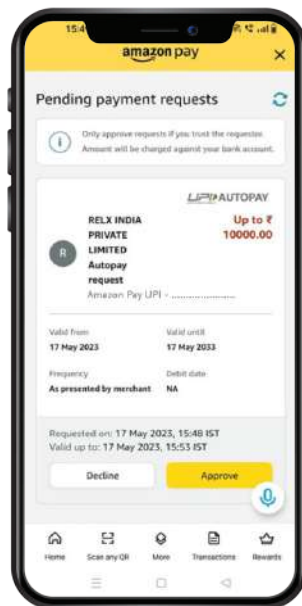 15:4
amazon pay
Pending payment requests
Only approve requests if you trust the requestor.
Amount will be charged against your bank account.
UPI AUTOPAY
RELX INDIA
PRIVATE
LIMITED
Autopay
request
Up to ₹
10000.00
R
Amazon Pay UPI - ........................
Valid from
Valid until
17 May 2023
17 May 2033
Frequency
Debit date
As presented by merchant
NA
Requested on: 17 May 2023, 15:48 IST
Valid up to: 17 May 2023, 15:53 IST
Decline
Approve
Home
Scan any QR
More
Transactions
Rewards